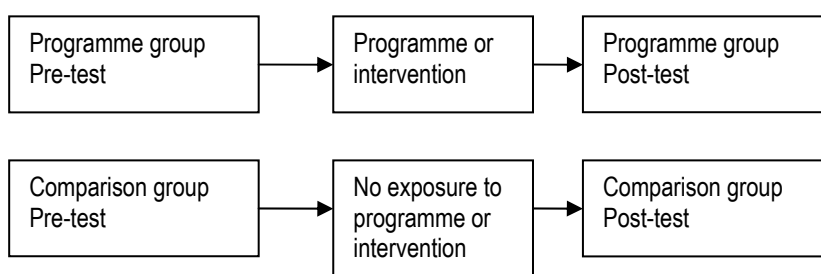 Programme group
Pre-test
Programme or
intervention
Programme group
Post-test
Comparison group
Pre-test
No exposure to
programme or
intervention
Comparison group
Post-test